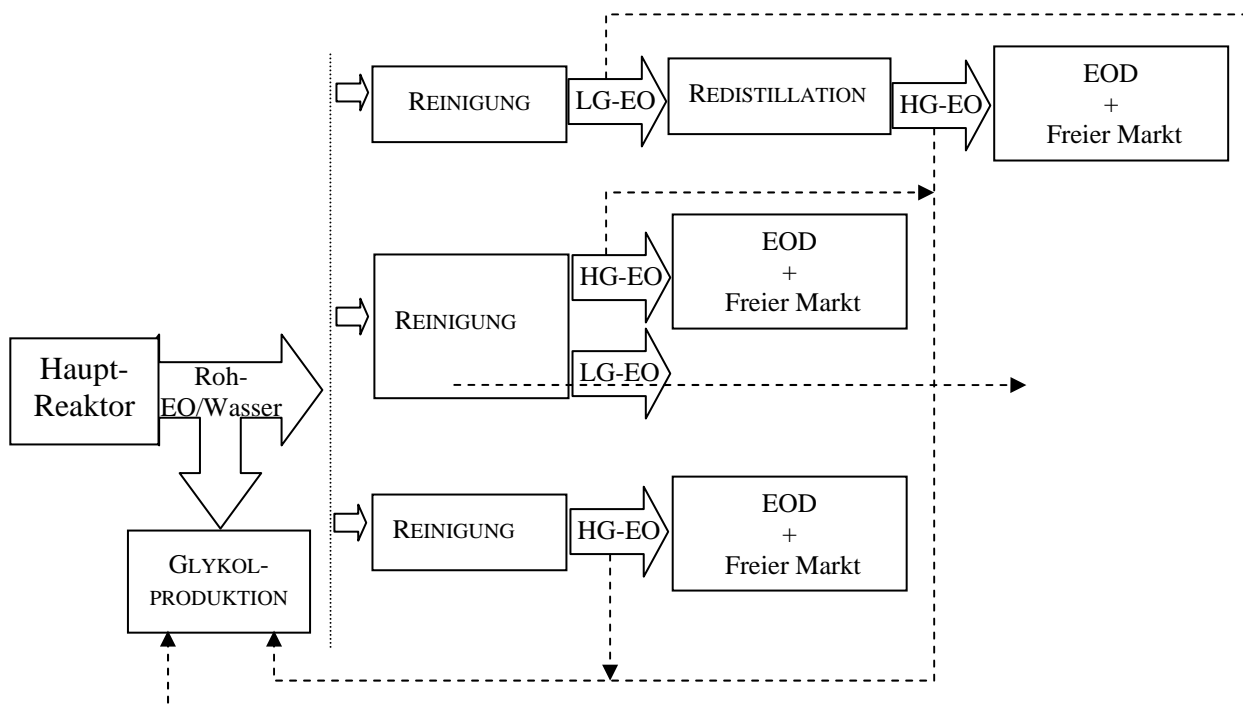 REINIGUNG
LG-EO
REDISTILLATION
HG-EO
EOD
+
Freier Markt
REINIGUNG
HG-EO
LG-EO
EOD
+
Freier Markt
Haupt-
Reaktor
Roh-
EO/Wasser
REINIGUNG
HG-EO
EOD
+
Freier Markt
GLYKOL-
PRODUKTION